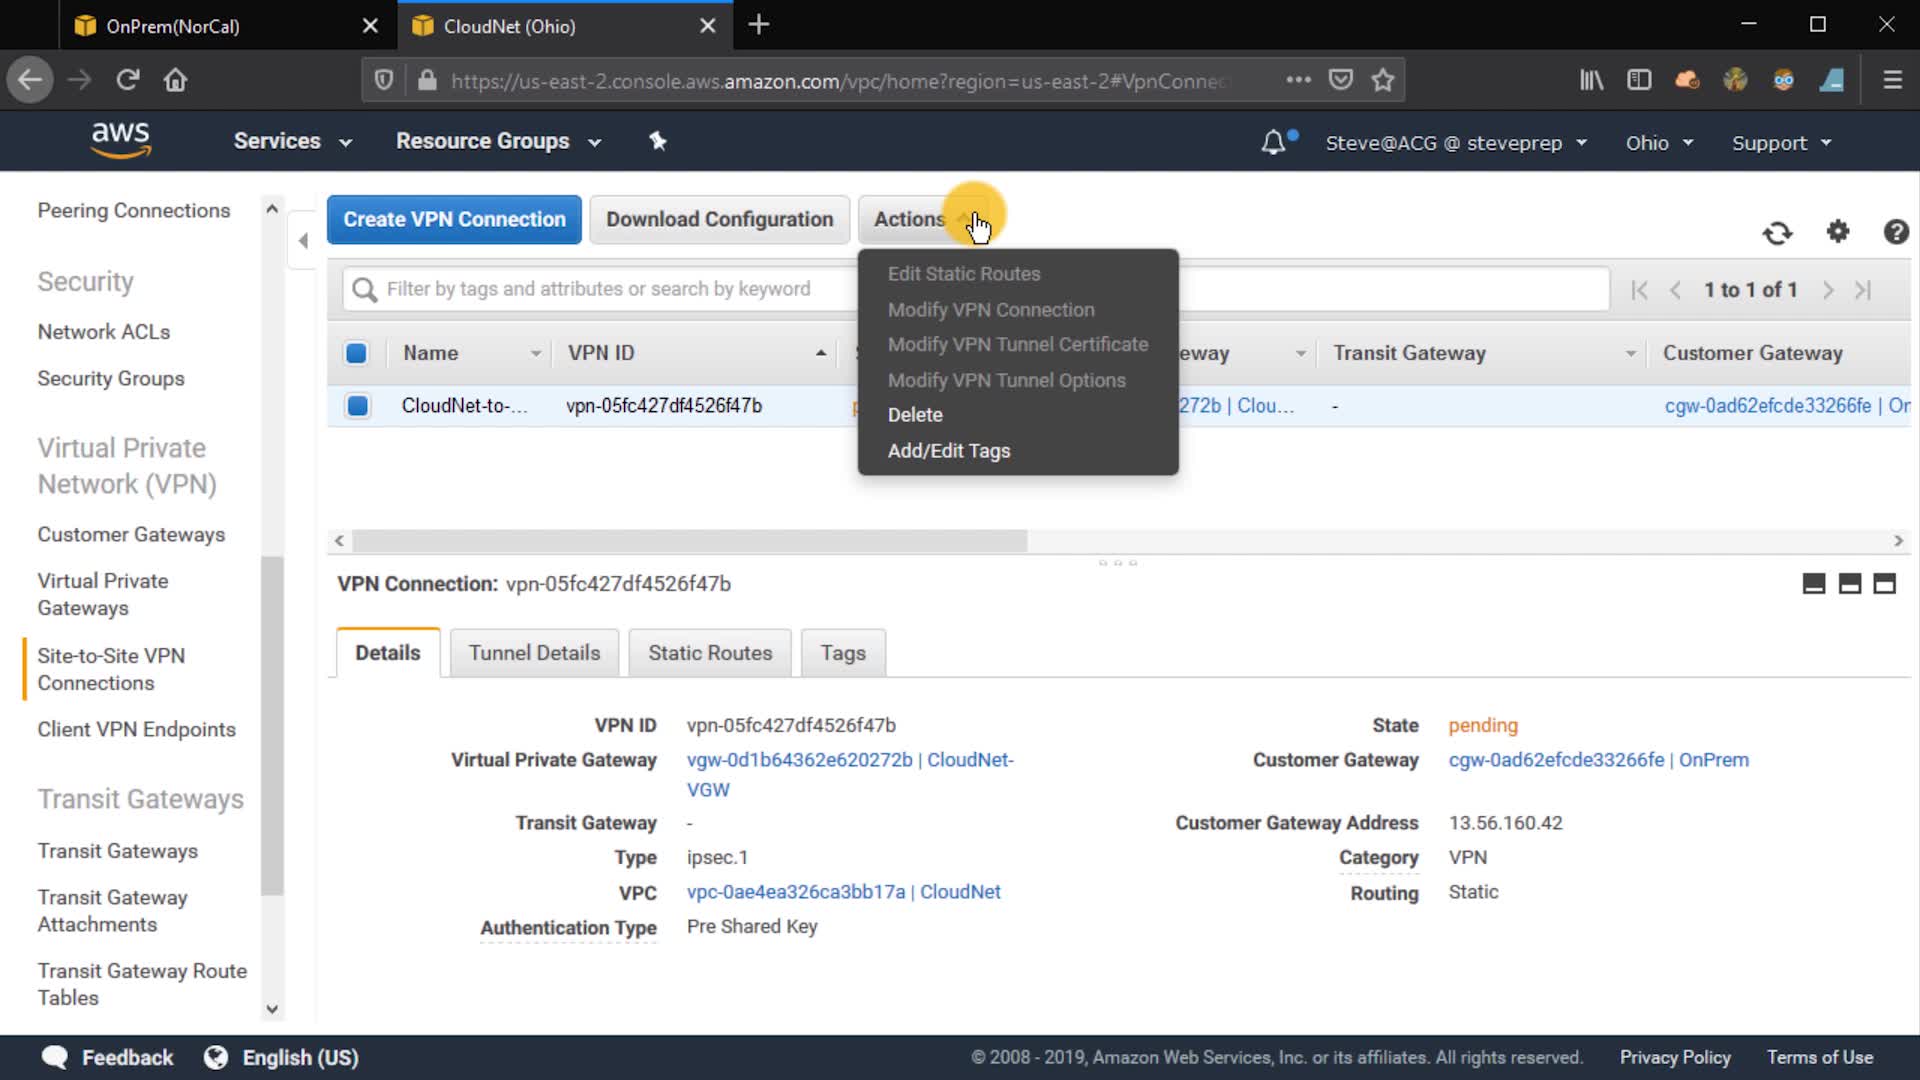 OnPrem(NorCal)
CloudNet (Ohio)
https://us-east-2.console.aws.amazon.com/vpc/home?region=us-east-2#VpnConnec
aws
Services
Resource Groups
Steve@ACG @ steveprep
Ohio
Support
Peering Connections
Security
Network ACLs
Security Groups
Virtual Private
Network (VPN)
Customer Gateways
Virtual Private
Gateways
Site-to-Site VPN
Connections
Client VPN Endpoints
Transit Gateways
Transit Gateways
Transit Gateway
Attachments
Transit Gateway Route
Tables
Create VPN Connection
Download Configuration
Actions
Edit Static Routes
Modify VPN Connection
Modify VPN Tunnel Certificate
Modify VPN Tunnel Options
Delete
Add/Edit Tags
Filter by tags and attributes or search by keyword
1 to 1 of 1
Name VPN ID eway Transit Gateway Customer Gateway
CloudNet-to-... vpn-05fc427df4526f47b 272b | Clou... - cgw-0ad62efcde33266fe | Or
VPN Connection: vpn-05fc427df4526f47b
Details
Tunnel Details
Static Routes
Tags
VPN ID vpn-05fc427df4526f47b
Virtual Private Gateway vgw-0d1b64362e620272b | CloudNet-
VGW
Transit Gateway -
Type ipsec.1
VPC vpc-0ae4ea326ca3bb17a | CloudNet
Authentication Type Pre Shared Key
State pending
Customer Gateway cgw-0ad62efcde33266fe | OnPrem
Customer Gateway Address 13.56.160.42
Category VPN
Routing Static
Feedback
English (US)
© 2008 - 2019, Amazon Web Services, Inc. or its affiliates. All rights reserved.
Privacy Policy
Terms of Use